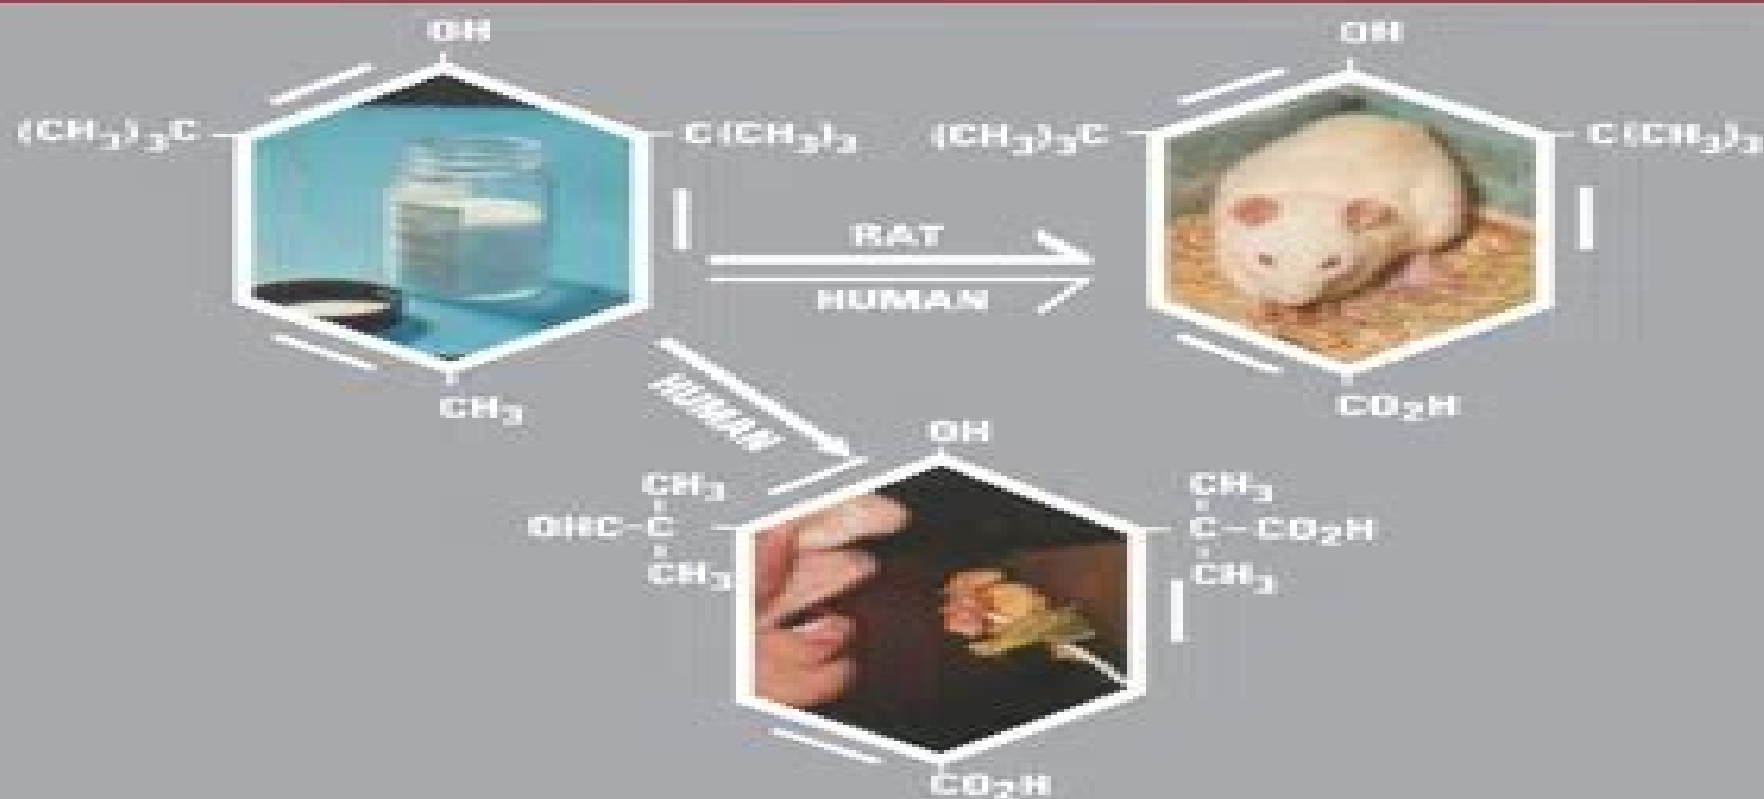 OH
(CH₃)₃C
C(CH₃)₃
CH₃
RAT
HUMAN
OH
(CH₃)₃C
C(CH₃)₃
CO₂H
HUMAN
OH
CH₃
OHC-C
CH₃
CH₃
C-CO₂H
CH₃
CO₂H